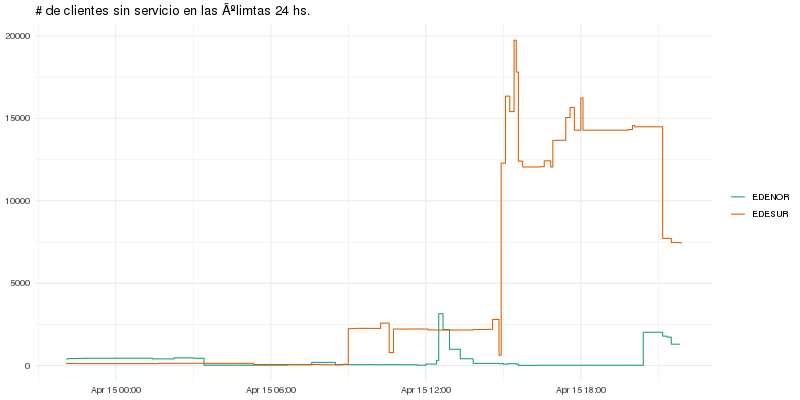 # de clientes sin servicio en las Ãºlimtas 24 hs.
20000
15000
10000
5000
0
Apr 15 00:00
Apr 15 06:00
Apr 15 12:00
Apr 15 18:00
EDENOR
EDESUR